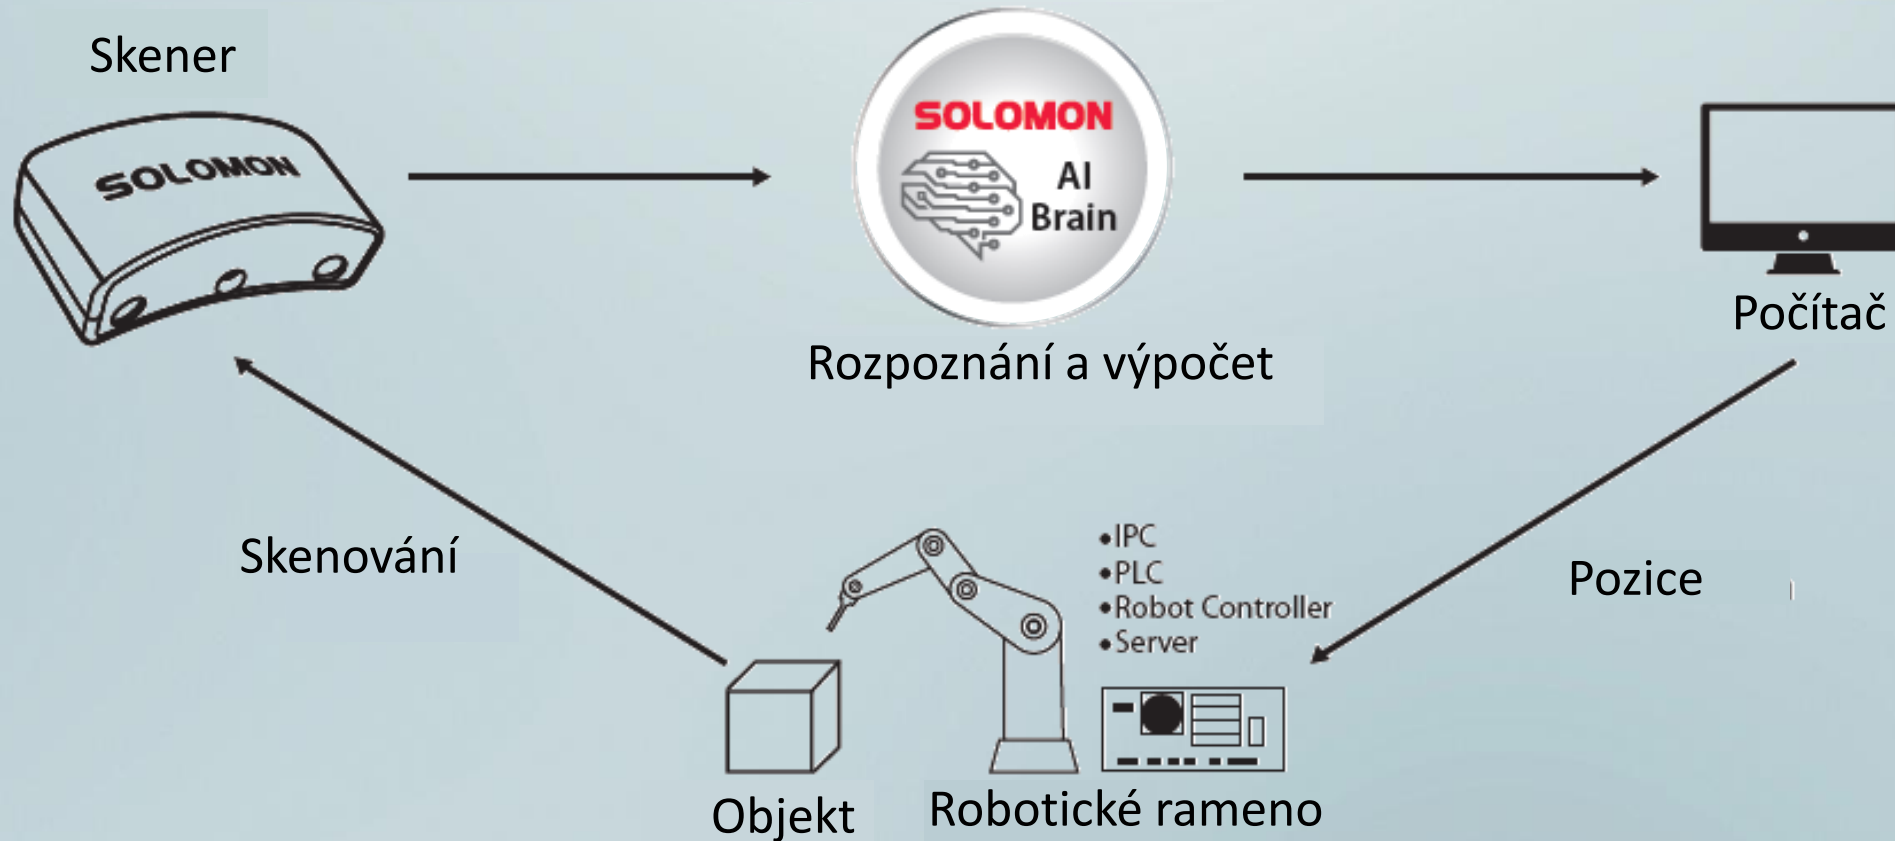 Skener
SOLOMON
SOLOMON
AI
Brain
Rozpoznání a výpočet
Počítač
Skenování
•IPC
•PLC
•Robot Controller
•Server
Pozice
Objekt
Robotické rameno